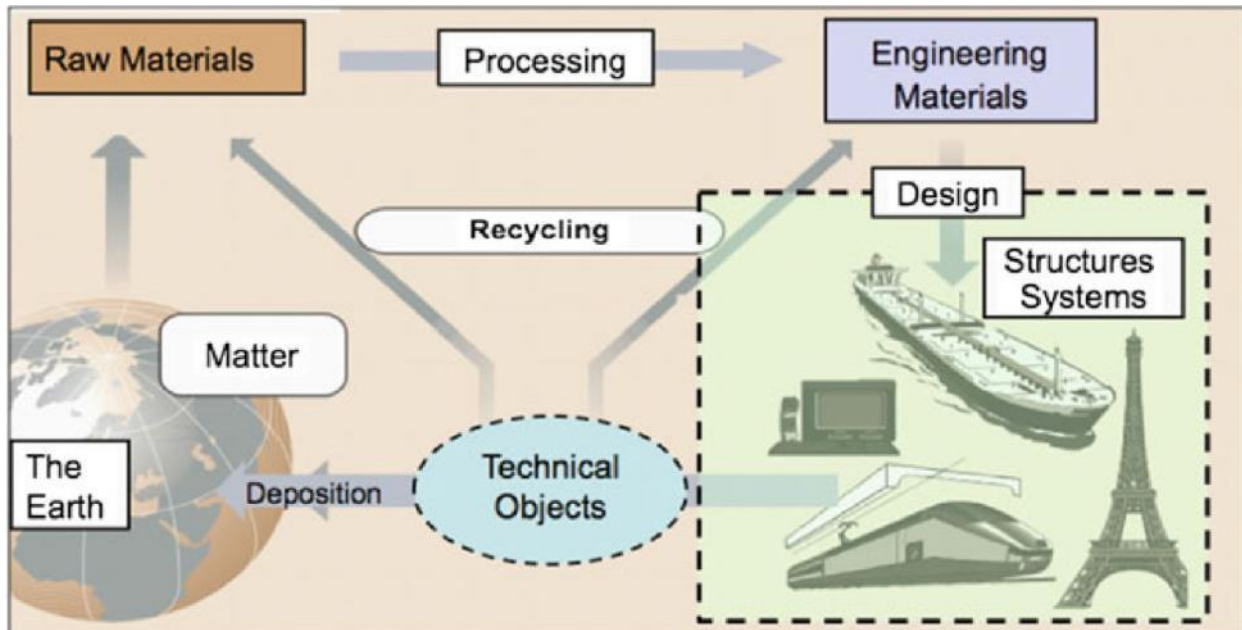 Raw Materials
Processing
Engineering
Materials
Design
Recycling
Structures
Systems
Matter
The
Earth
Deposition
Technical
Objects